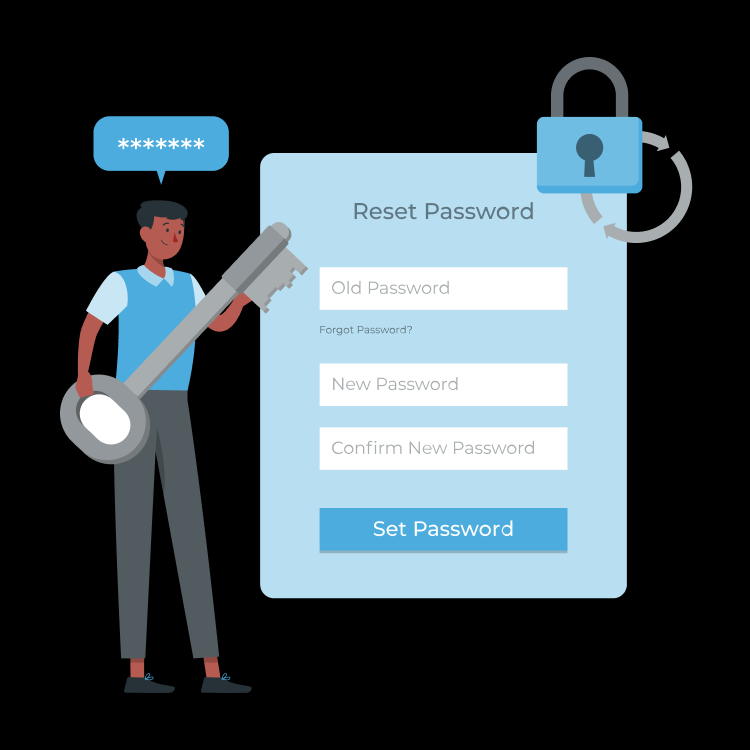 *******
Reset Password
Old Password
Forgot Password?
New Password
Confirm New Password
Set Password